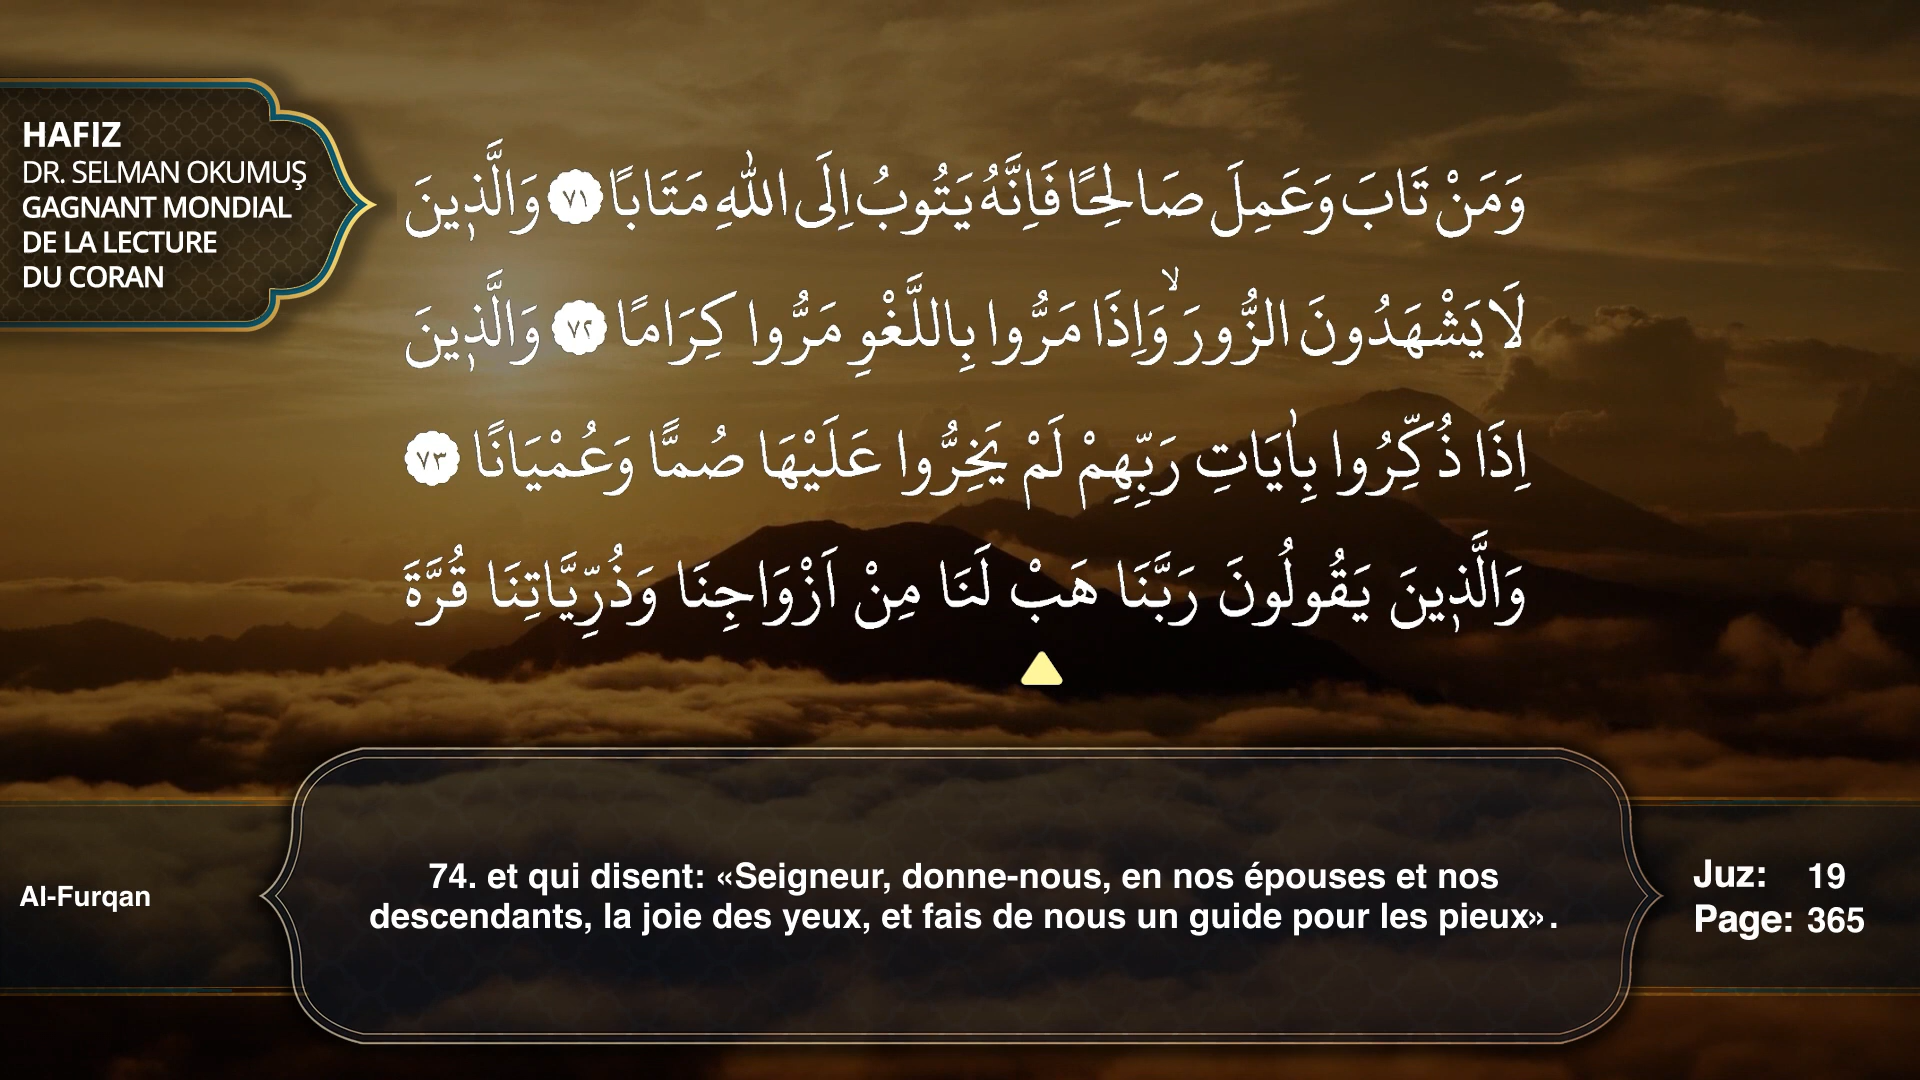 HAFIZ
DR. SELMAN OKUMUŞ
GAGNANT MONDIAL
DE LA LECTURE
DU CORAN
وَمَنْ تَابَ وَعَمِلَ صَالِحًا فَاِنَّهُ يَتُوبُ اِلَى اللّٰهِ مَتَابًا ٧١ وَالَّذ۪ينَ
لَا يَشْهَدُونَ الزُّورَۙ وَاِذَا مَرُّوا بِاللَّغْوِ مَرُّوا كِرَامًا ٧٢ وَالَّذ۪ينَ
اِذَا ذُكِّرُوا بِاٰيَاتِ رَبِّهِمْ لَمْ يَخِرُّوا عَلَيْهَا صُمًّا وَعُمْيَانًا ٧٣
وَالَّذ۪ينَ يَقُولُونَ رَبَّنَا هَبْ لَنَا مِنْ اَزْوَاجِنَا وَذُرِّيَّاتِنَا قُرَّةَ
74. et qui disent: «Seigneur, donne-nous, en nos épouses et nos
descendants, la joie des yeux, et fais de nous un guide pour les pieux».
Al-Furqan
Juz: 19
Page: 365